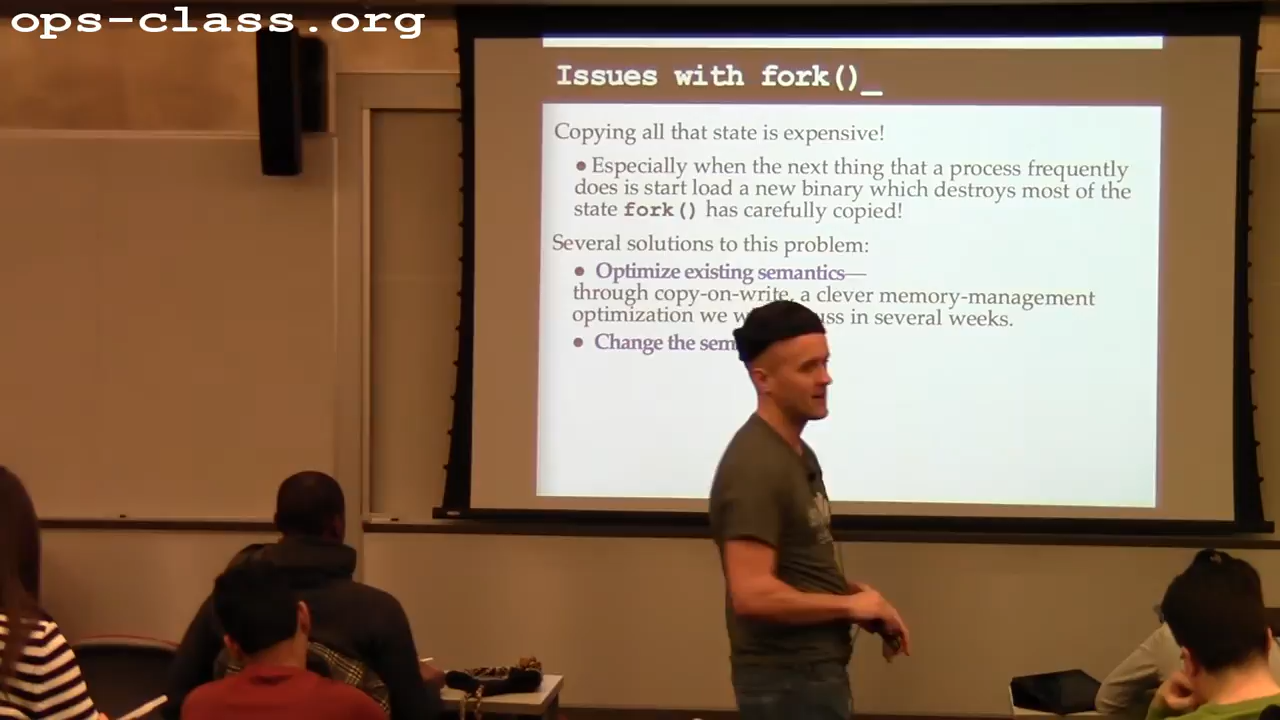 ops-class.org
Issues with fork()_
Copying all that state is expensive!
● Especially when the next thing that a process frequently
does is start load a new binary which destroys most of the
state fork() has carefully copied!
Several solutions to this problem:
● Optimize existing semantics—
through copy-on-write, a clever memory-management
optimization we in several weeks.
● Change the